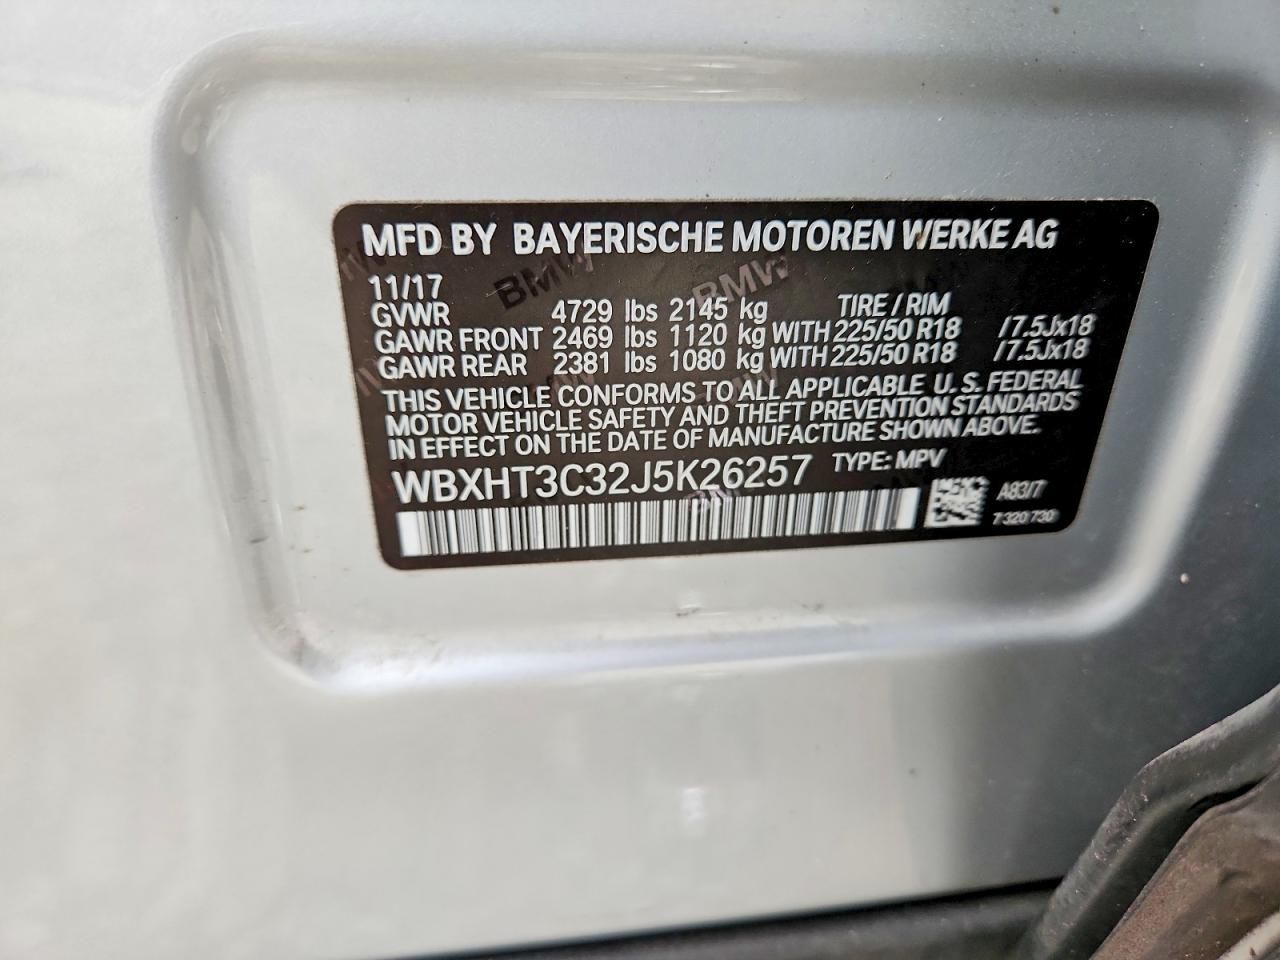 MFD BY BAYERISCHE MOTOREN WERKE AG
11/17
GVWR 4729 lbs 2145 kg TIRE / RIM
GAWR FRONT 2469 lbs 1120 kg WITH 225/50 R18 /7.5Jx18
GAWR REAR 2381 lbs 1080 kg WITH 225/50 R18 /7.5Jx18
THIS VEHICLE CONFORMS TO ALL APPLICABLE U. S. FEDERAL
MOTOR VEHICLE SAFETY AND THEFT PREVENTION STANDARDS
IN EFFECT ON THE DATE OF MANUFACTURE SHOWN ABOVE.
WBXHT3C32J5K26257 TYPE: MPV
A83/7
7 320 730
BMW
BMW